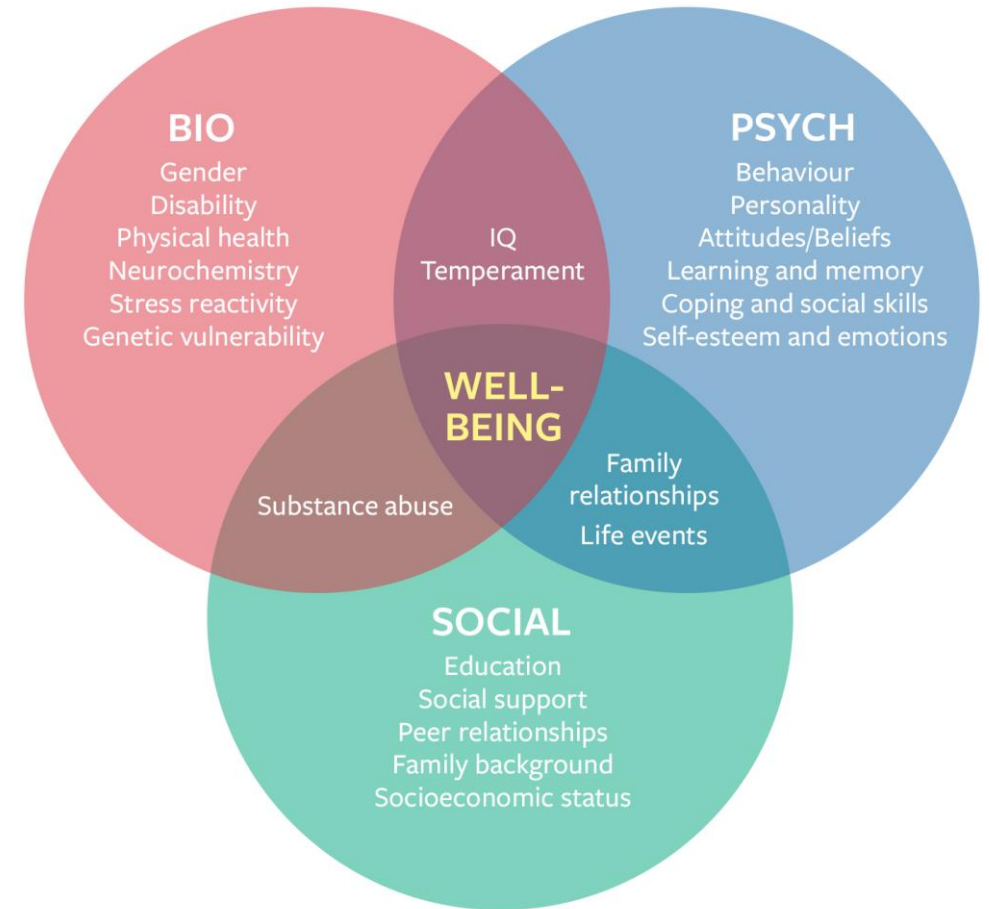 BIO
Gender
Disability
Physical health
Neurochemistry
Stress reactivity
Genetic vulnerability
IQ
Temperament
PSYCH
Behaviour
Personality
Attitudes/Beliefs
Learning and memory
Coping and social skills
Self-esteem and emotions
WELL-
BEING
Substance abuse
Family
relationships
Life events
SOCIAL
Education
Social support
Peer relationships
Family background
Socioeconomic status